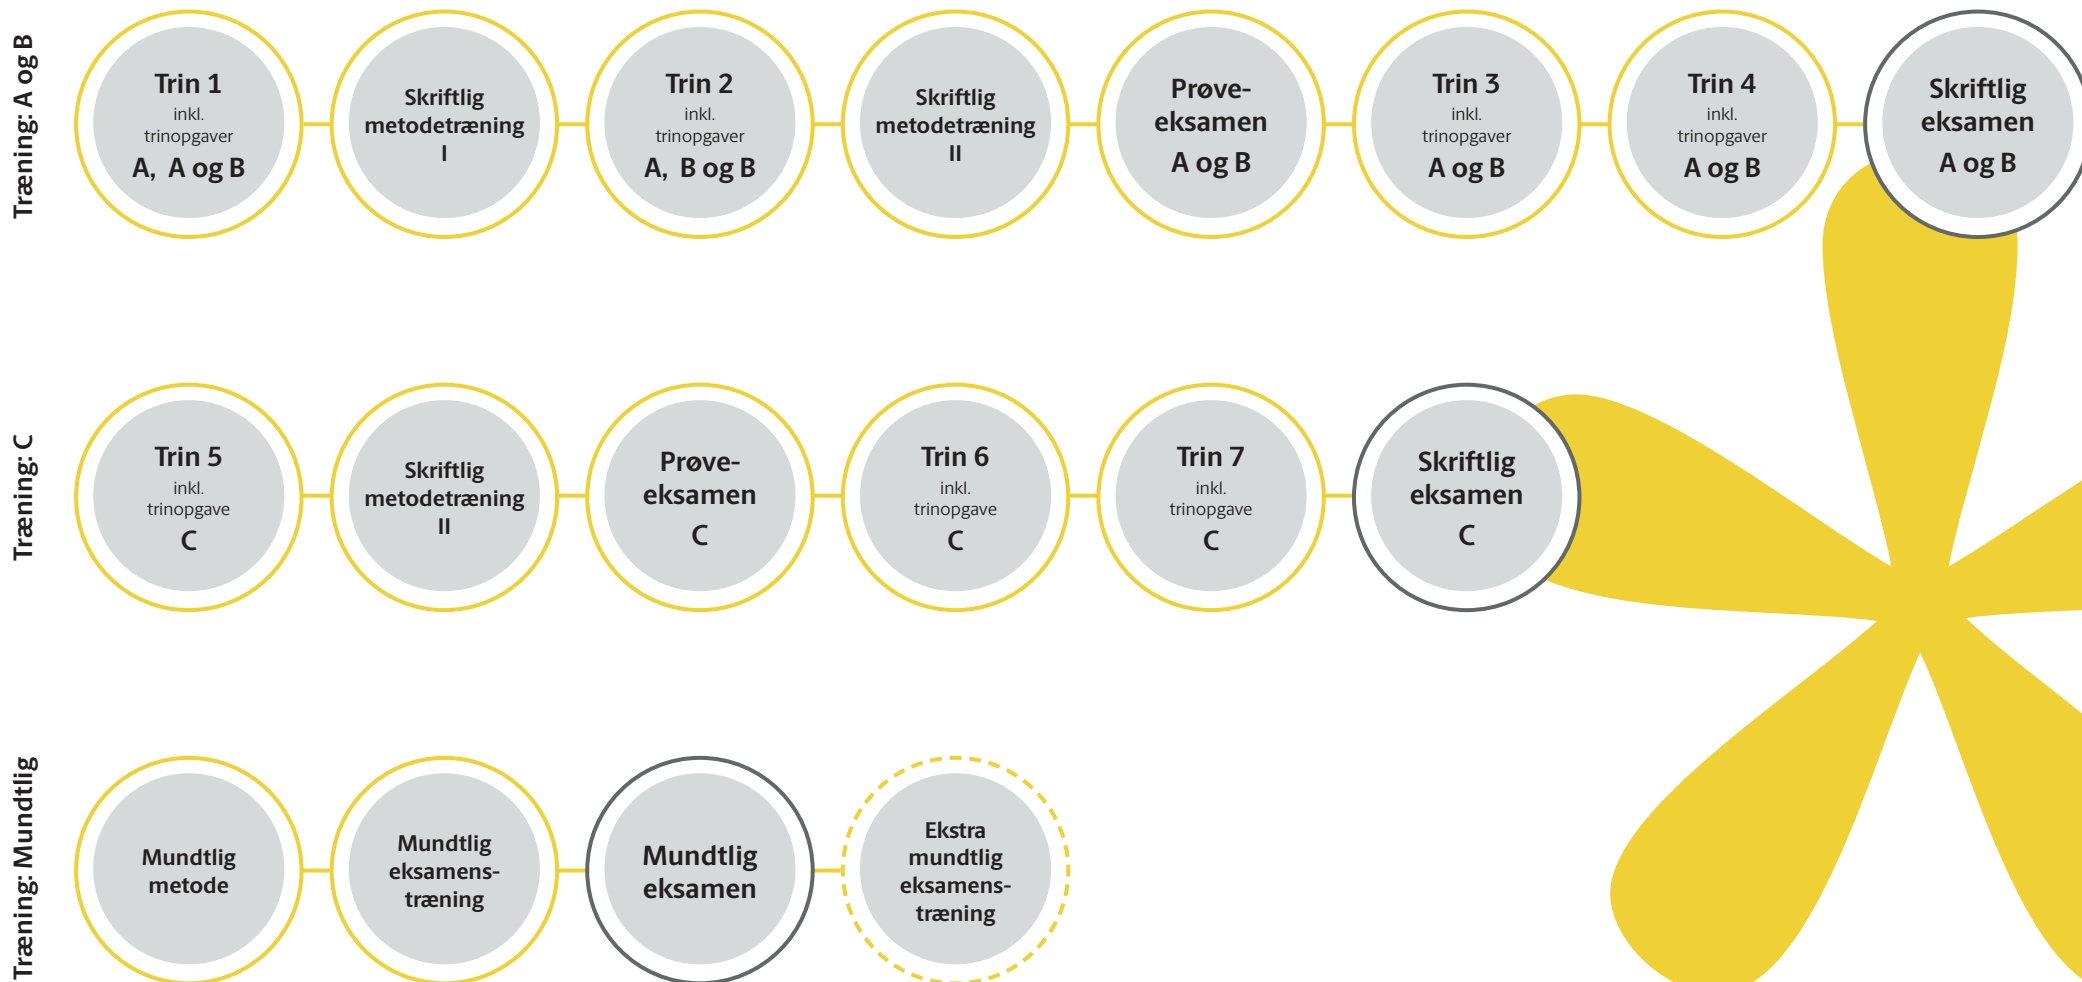 Træning: A og B
Trin 1
inkl.
trinopgaver
A, A og B
Skriftlig
metodetræning
I
Trin 2
inkl.
trinopgaver
A, B og B
Skriftlig
metodetræning
II
Prøve-
eksamen
A og B
Trin 3
inkl.
trinopgaver
A og B
Trin 4
inkl.
trinopgaver
A og B
Skriftlig
eksamen
A og B
Træning: C
Trin 5
inkl.
trinopgave
C
Skriftlig
metodetræning
II
Prøve-
eksamen
C
Trin 6
inkl.
trinopgave
C
Trin 7
inkl.
trinopgave
C
Skriftlig
eksamen
C
Træning: Mundtlig
Mundtlig
metode
Mundtlig
eksamens-
træning
Mundtlig
eksamen
Ekstra
mundtlig
eksamens-
træning